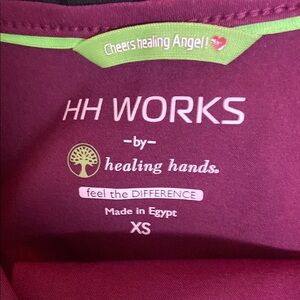 Cheers healing Angel!
HH WORKS
-by-
healing hands®
feel the DIFFERENCE
Made in Egypt
XS